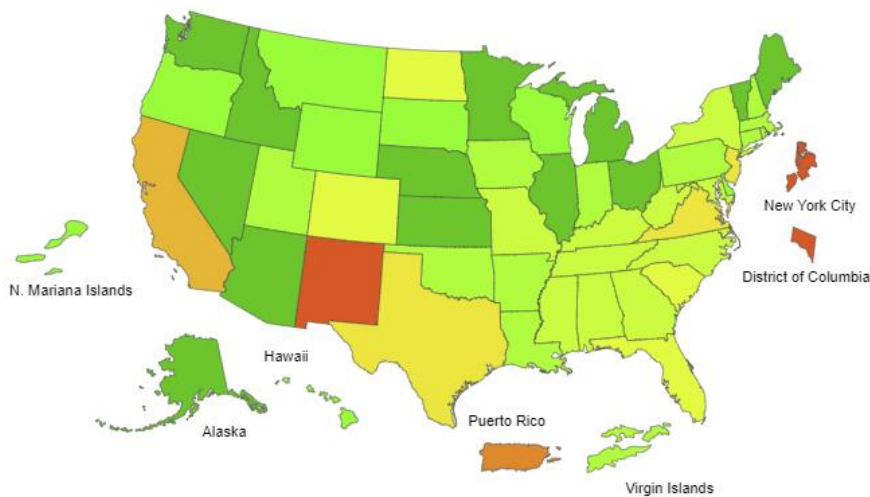 New York City
District of Columbia
N. Mariana Islands
Hawaii
Alaska
Puerto Rico
Virgin Islands